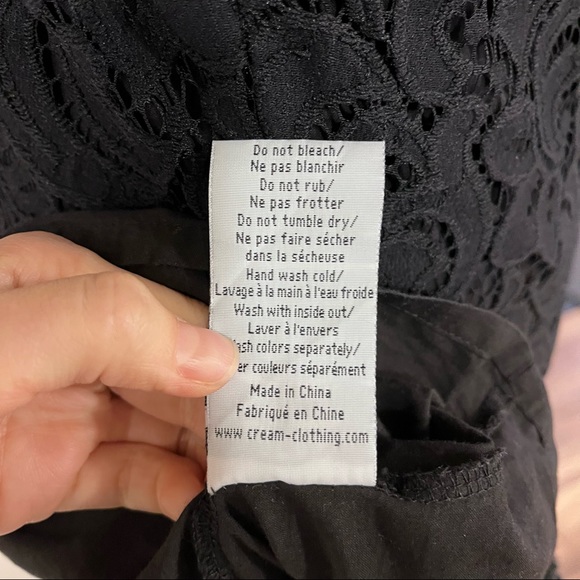 Do not bleach/
Ne pas blanchir
Do not rub/
Ne pas frotter
Do not tumble dry/
Ne pas faire sécher
dans la sécheuse
Hand wash cold/
Lavage à la main à l'eau froide
Wash with inside out/
Laver à l'envers
colors separately/
couleurs séparément
Made in China
Fabriqué en Chine
www cream-clothing.com